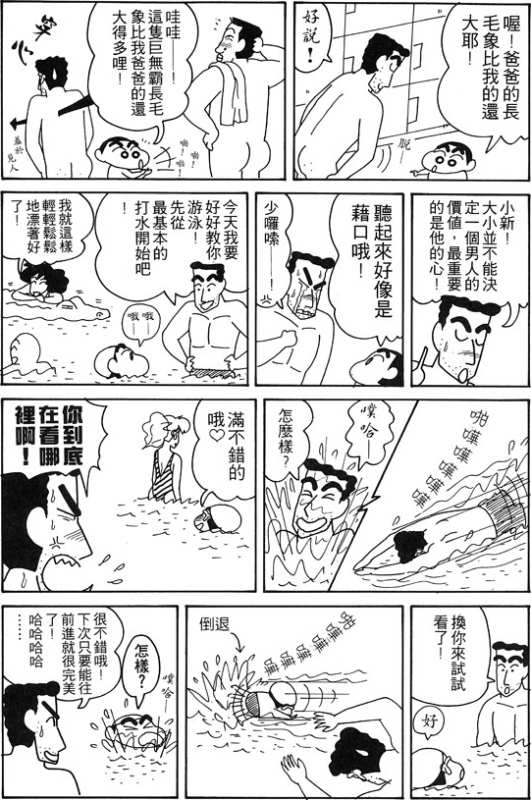 喔!爸爸的長
毛象比我的還
大耶!
脫
好說!
哇哇——!
這隻巨無霸長毛
象比我爸爸的還
大得多哩!
羞於
見人
小新!
大小並不能決
定一個男人的
價值,最重要
的是他的心!
聽起來好像是
藉口哦!
少囉嗦——!
今天我要
好好教你
游泳!
先從
最基本的
打水開始吧
!
哦—
哦—
我就這樣
輕輕鬆鬆
地漂著好
了!
啪嘩嘩嘩嘩
噗哈—
怎麼樣?
滿不錯的
哦♡
你到底
在看哪
裡啊!
換你來試試
看了!
好
啪嘩嘩嘩嘩
倒退
噗哈—
怎樣?
很不錯哦!
下次只要能往
前進就很完美
了!
哈哈哈哈
……